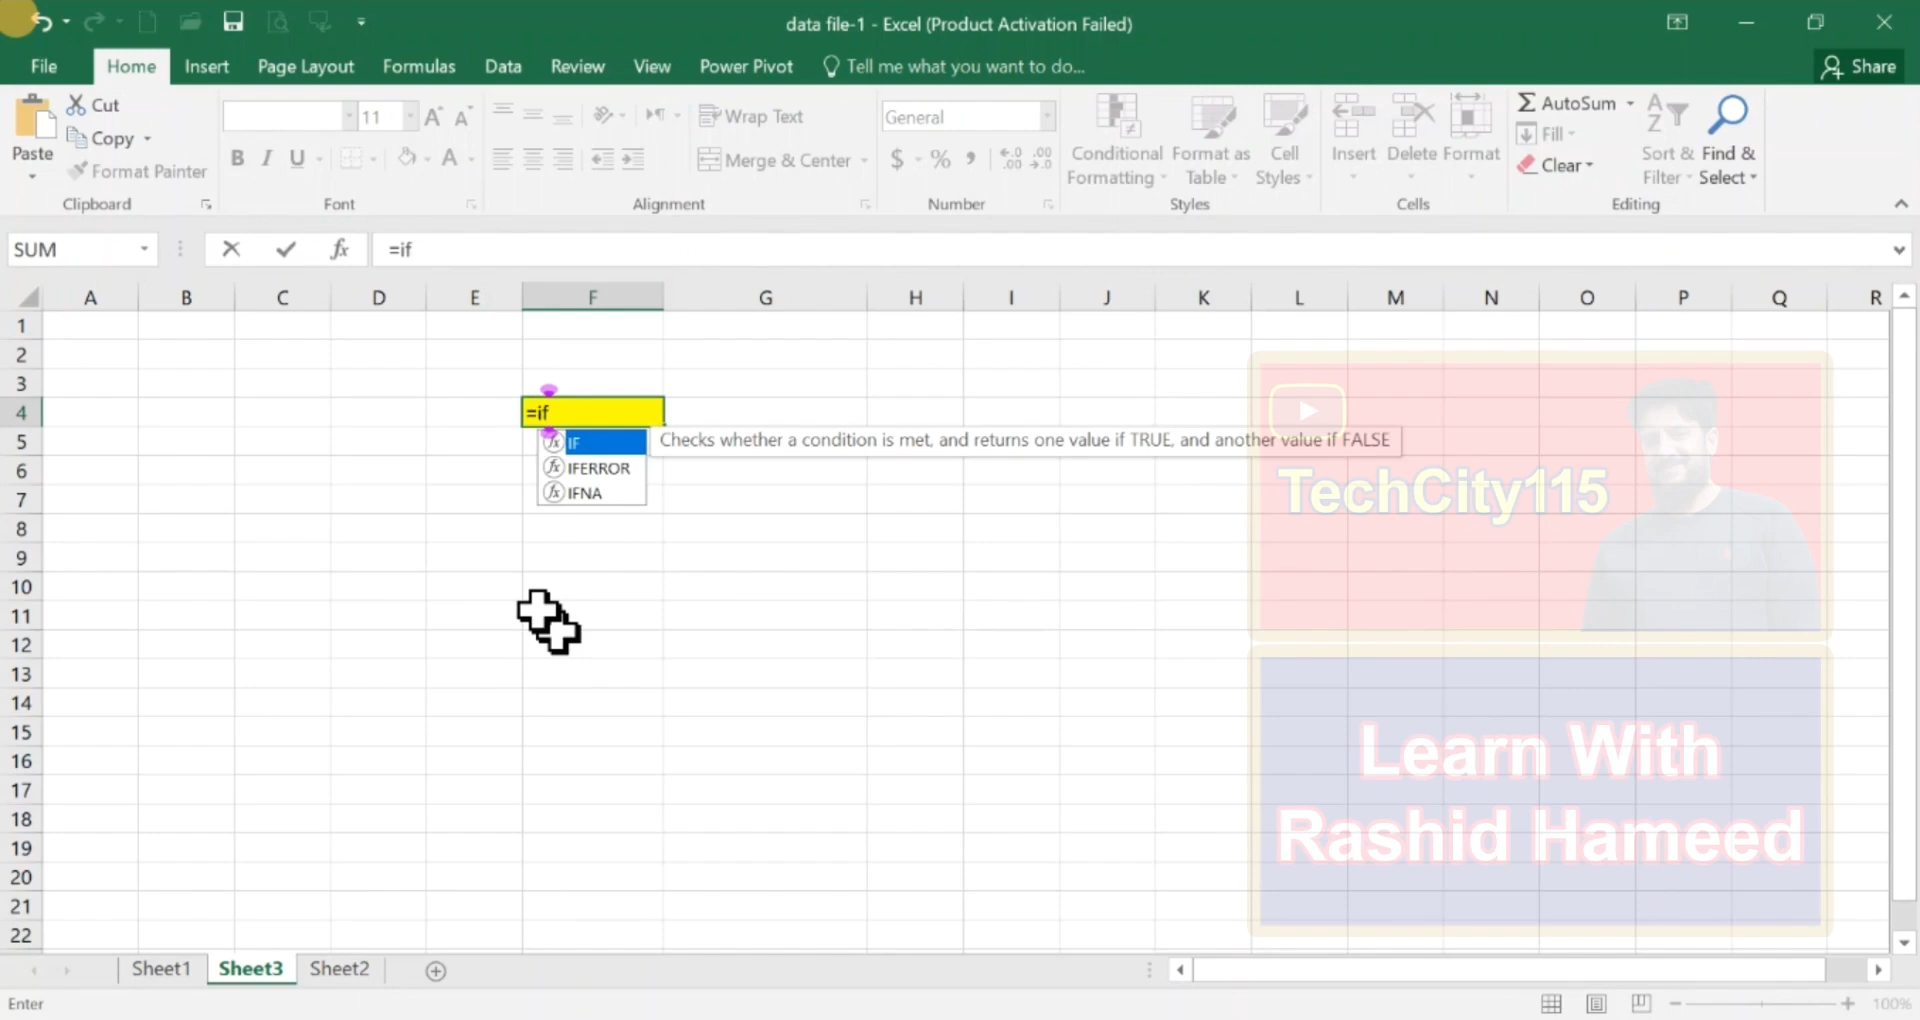 data file-1 - Excel (Product Activation Failed)
File Home Insert Page Layout Formulas Data Review View Power Pivot Tell me what you want to do... Share
Paste Cut Copy Format Painter Clipboard
11 B I U Font
Wrap Text Merge & Center Alignment
General $ % Number
Conditional Formatting Format as Table Cell Styles Styles
Insert Delete Format Cells
AutoSum Fill Clear Sort & Filter Find & Select Editing
SUM fx =if
A B C D E F G H I J K L M N O P Q R
1
2
3
4 =if
5 IF Checks whether a condition is met, and returns one value if TRUE, and another value if FALSE
6 IFERROR
7 IFNA
TechCity115
8
9
10
11
12
13
14
15
Learn With
16
17
18
Rashid Hameed
19
20
21
22
Sheet1 Sheet3 Sheet2
Enter 100%